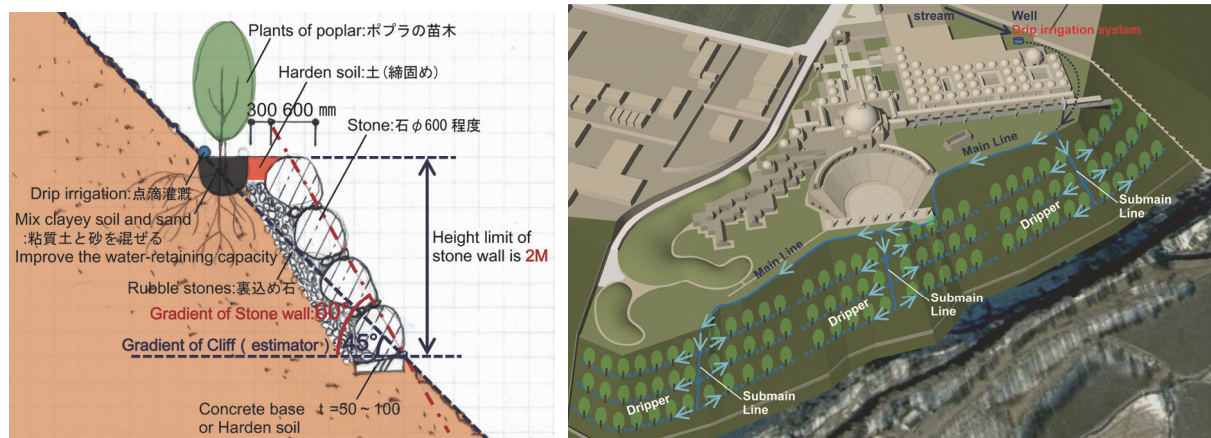 Plants of poplar:ポプラの苗木
Harden soil:土（締固め）
300 600 ㎜
Stone:石φ600 程度
Drip irrigation:点滴灌漑
Mix clayey soil and sand
:粘質土と砂を混ぜる
Improve the water-retaining capacity
Height limit of
stone wall is 2M
Rubble stones:裏込め石
Gradient of Stone wall:60°
Gradient of Cliff ( estimator ) :45°
Concrete base t =50 ~ 100
or Harden soil
stream
Well
Drip irrigation system
Main Line
Submain
Line
Dripper
Main Line
Submain
Line
Dripper
Submain
Line
Dripper